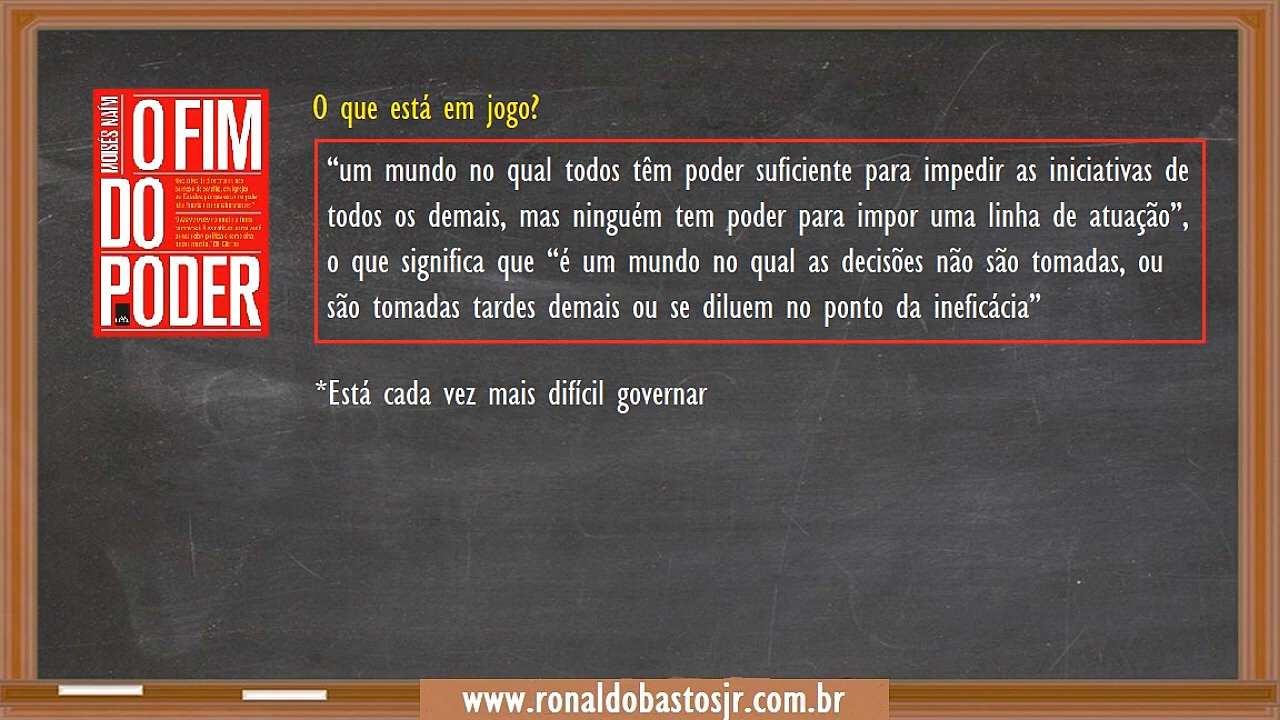 MOISÉS NAÍM
O FIM
DO
PODER
O que está em jogo?
“um mundo no qual todos têm poder suficiente para impedir as iniciativas de
todos os demais, mas ninguém tem poder para impor uma linha de atuação”,
o que significa que “é um mundo no qual as decisões não são tomadas, ou
são tomadas tardes demais ou se diluem no ponto da ineficácia”
*Está cada vez mais difícil governar
www.ronaldobastosjr.com.br